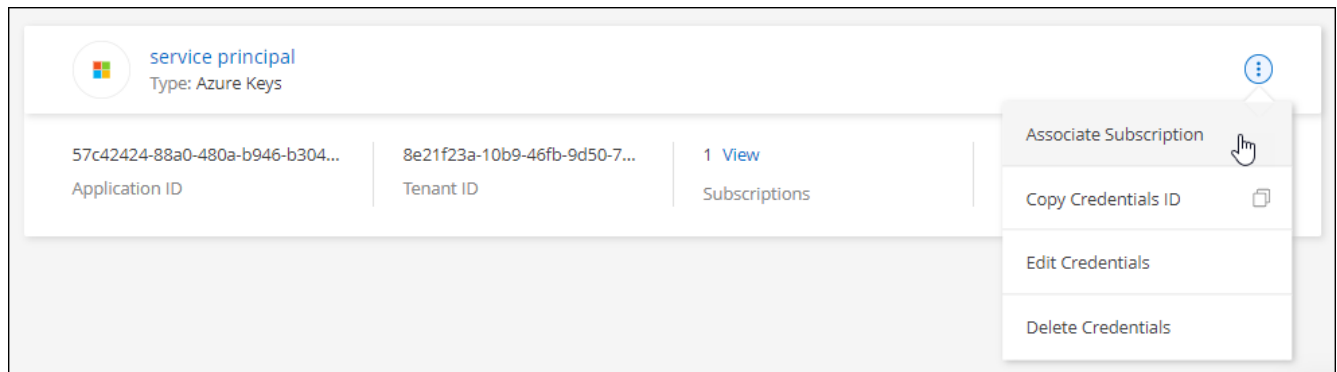 service principal
Type: Azure Keys
Associate Subscription
57c42424-88a0-480a-b946-b304...
8e21f23a-10b9-46fb-9d50-7...
1 View
Application ID
Tenant ID
Subscriptions
Copy Credentials ID
Edit Credentials
Delete Credentials